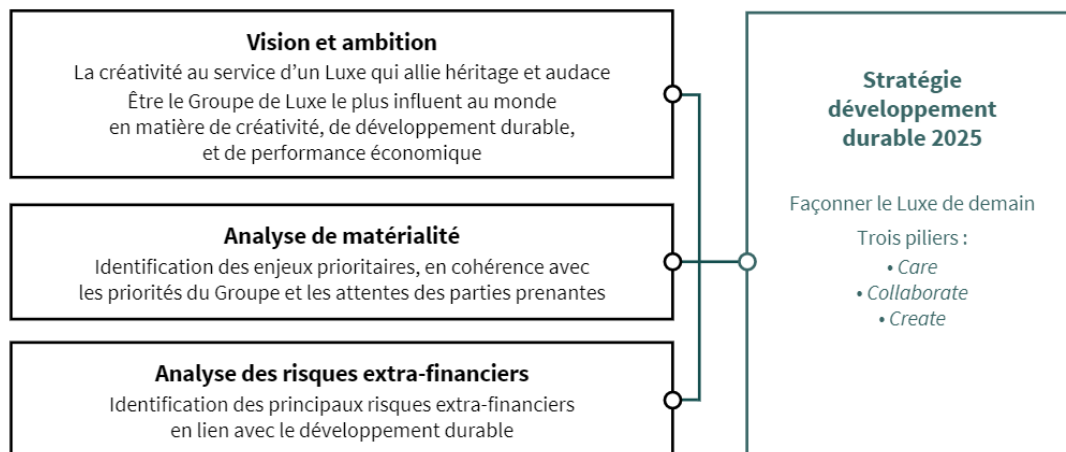 Vision et ambition
La créativité au service d’un Luxe qui allie héritage et audace
Être le Groupe de Luxe le plus influent au monde
en matière de créativité, de développement durable,
et de performance économique
Analyse de matérialité
Identification des enjeux prioritaires, en cohérence avec
les priorités du Groupe et les attentes des parties prenantes
Analyse des risques extra-financiers
Identification des principaux risques extra-financiers
en lien avec le développement durable
Stratégie
développement
durable 2025
Façonner le Luxe de demain
Trois piliers :
• Care
• Collaborate
• Create